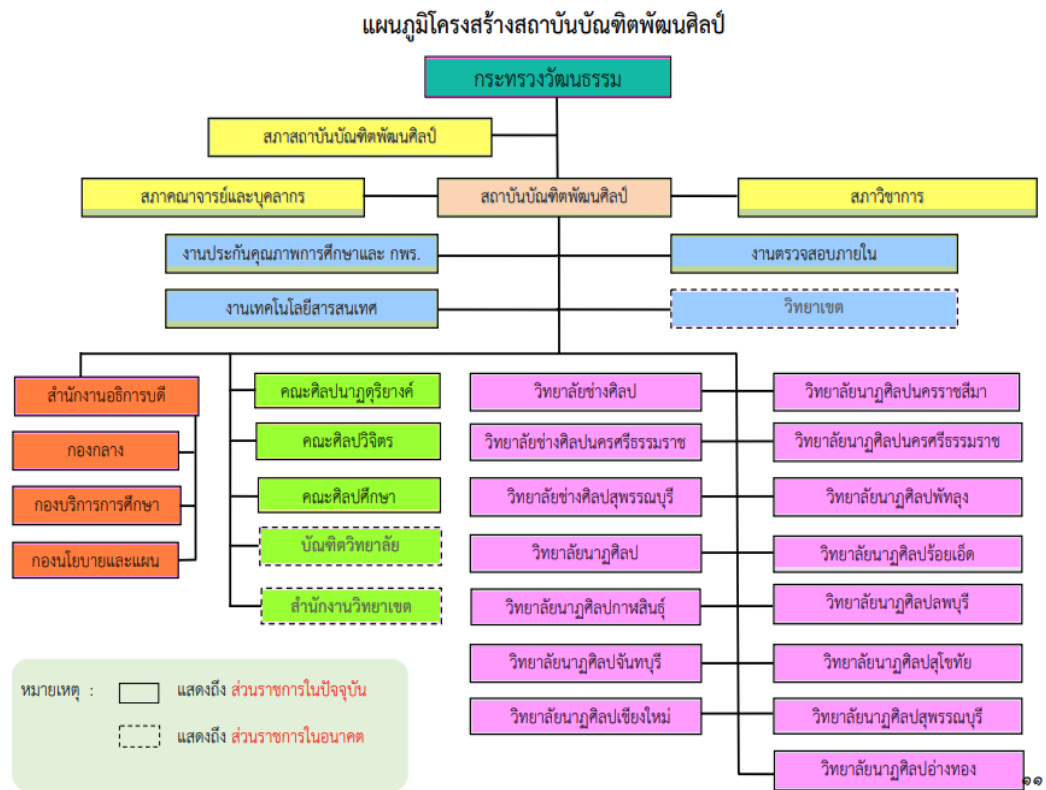 แผนภูมิโครงสร้างสถาบันบัณฑิตพัฒนศิลป์
กระทรวงวัฒนธรรม
สภาสถาบันบัณฑิตพัฒนศิลป์
สภาคณาจารย์และบุคลากร
สถาบันบัณฑิตพัฒนศิลป์
สภาวิชาการ
งานประกันคุณภาพการศึกษาและ กพร.
งานตรวจสอบภายใน
งานเทคโนโลยีสารสนเทศ
วิทยาเขต
สำนักงานอธิการบดี
กองกลาง
กองบริการการศึกษา
กองนโยบายและแผน
คณะศิลปนาฏดุริยางค์
คณะศิลปวิจิตร
คณะศิลปศึกษา
บัณฑิตวิทยาลัย
สำนักงานวิทยาเขต
วิทยาลัยช่างศิลป
วิทยาลัยช่างศิลปนครศรีธรรมราช
วิทยาลัยช่างศิลปสุพรรณบุรี
วิทยาลัยนาฏศิลป
วิทยาลัยนาฏศิลปกาฬสินธุ์
วิทยาลัยนาฏศิลปจันทบุรี
วิทยาลัยนาฏศิลปเชียงใหม่
วิทยาลัยนาฏศิลปนครราชสีมา
วิทยาลัยนาฏศิลปนครศรีธรรมราช
วิทยาลัยนาฏศิลปพัทลุง
วิทยาลัยนาฏศิลปร้อยเอ็ด
วิทยาลัยนาฏศิลปลพบุรี
วิทยาลัยนาฏศิลปสุโขทัย
วิทยาลัยนาฏศิลปสุพรรณบุรี
วิทยาลัยนาฏศิลปอ่างทอง
หมายเหตุ : แสดงถึง ส่วนราชการในปัจจุบัน
แสดงถึง ส่วนราชการในอนาคต
๑๑